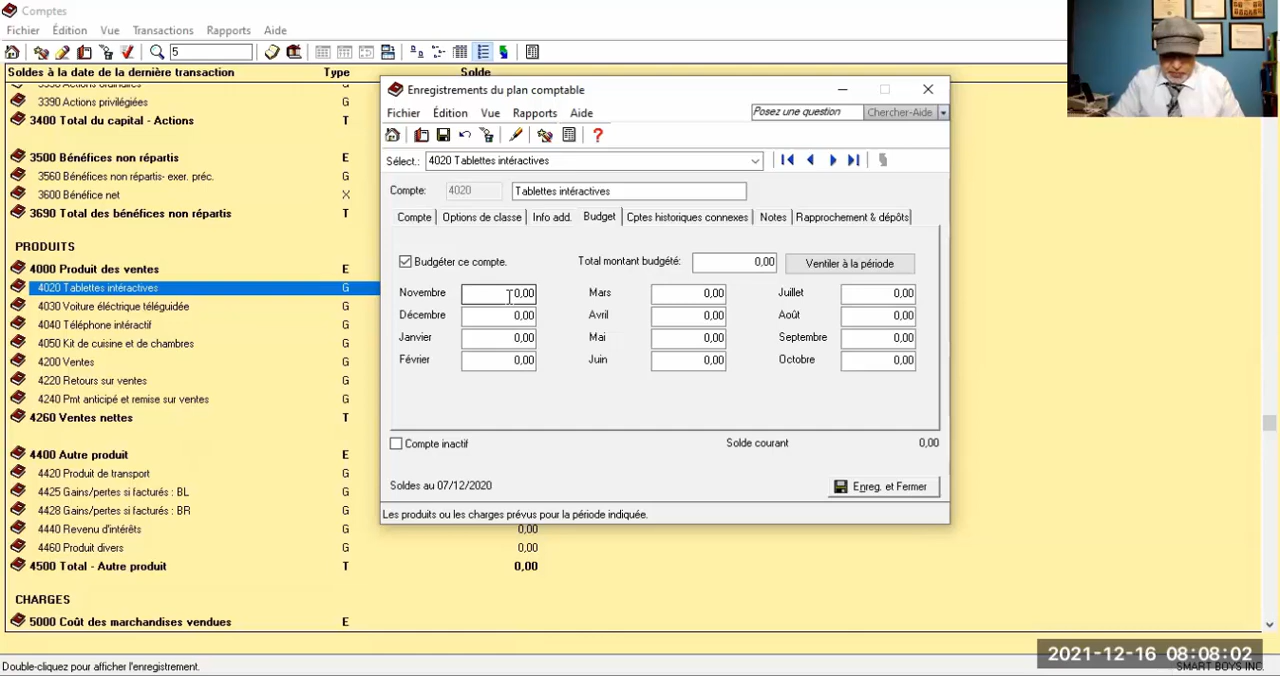 Comptes
Fichier Édition Vue Transactions Rapports Aide
5
Soldes à la date de la dernière transaction Type Solde
3390 Actions privilégiées G
3400 Total du capital - Actions T
3500 Bénéfices non répartis E
3560 Bénéfices non répartis- exer. préc. G
3600 Bénéfice net X
3690 Total des bénéfices non répartis T
PRODUITS
4000 Produit des ventes E
4020 Tablettes intéractives G
4030 Voiture éléctrique téléguidée G
4040 Téléphone intéractif G
4050 Kit de cuisine et de chambres G
4200 Ventes G
4220 Retours sur ventes G
4240 Pmt anticipé et remise sur ventes G
4260 Ventes nettes T
4400 Autre produit E
4420 Produit de transport G
4425 Gains/pertes si facturés : BL G
4428 Gains/pertes si facturés : BR G
4440 Revenu d'intérêts G 0,00
4460 Produit divers G 0,00
4500 Total - Autre produit T 0,00
CHARGES
5000 Coût des marchandises vendues E
Double-cliquez pour afficher l'enregistrement.
Enregistrements du plan comptable
Fichier Édition Vue Rapports Aide
Posez une question Chercher-Aide
Sélect.: 4020 Tablettes intéractives
Compte: 4020 Tablettes intéractives
Compte Options de classe Info add. Budget Cptes historiques connexes Notes Rapprochement & dépôts
Budgéter ce compte. Total montant budgété: 0,00 Ventiler à la période
Novembre 0,00 Mars 0,00 Juillet 0,00
Décembre 0,00 Avril 0,00 Août 0,00
Janvier 0,00 Mai 0,00 Septembre 0,00
Février 0,00 Juin 0,00 Octobre 0,00
Compte inactif Solde courant 0,00
Soldes au 07/12/2020 Enreg. et Fermer
Les produits ou les charges prévus pour la période indiquée.
2021-12-16 08:08:02
SMART BOYS INC.